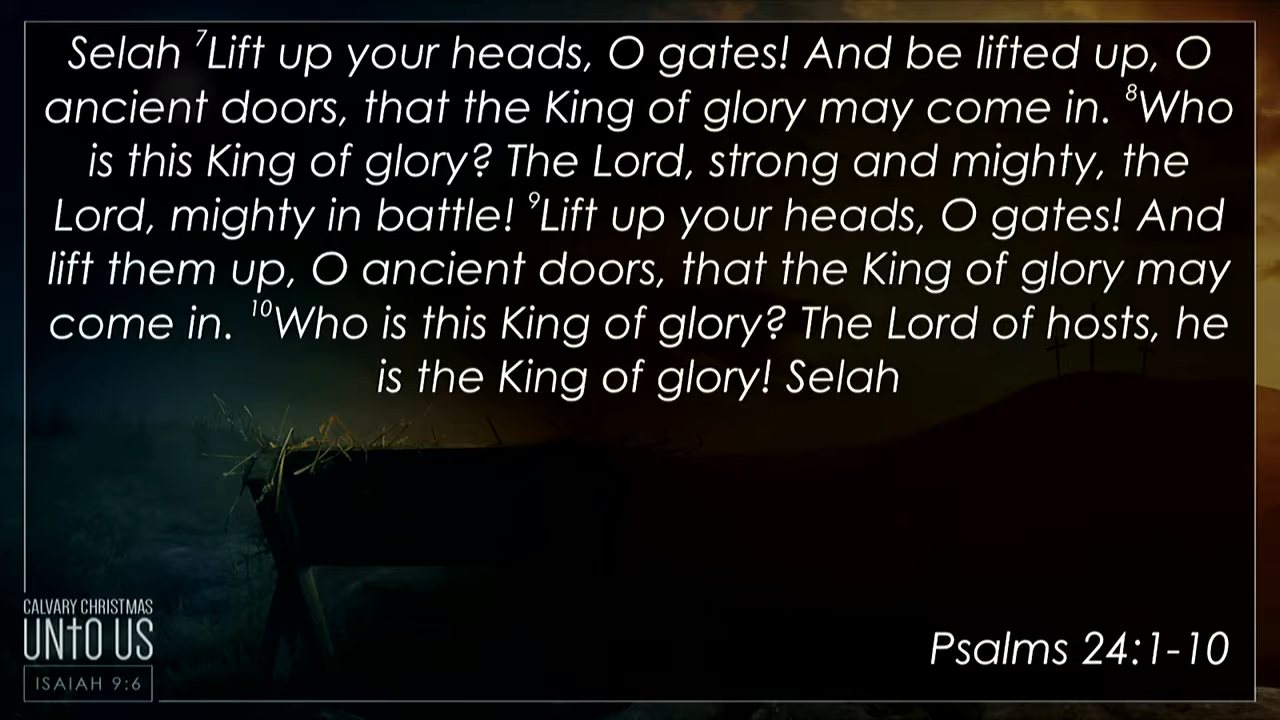 Selah ⁷Lift up your heads, O gates! And be lifted up, O
ancient doors, that the King of glory may come in. ⁸Who
is this King of glory? The Lord, strong and mighty, the
Lord, mighty in battle! ⁹Lift up your heads, O gates! And
lift them up, O ancient doors, that the King of glory may
come in. ¹⁰Who is this King of glory? The Lord of hosts, he
is the King of glory! Selah
Psalms 24:1-10
CALVARY CHRISTMAS
UNTO US
ISAIAH 9:6